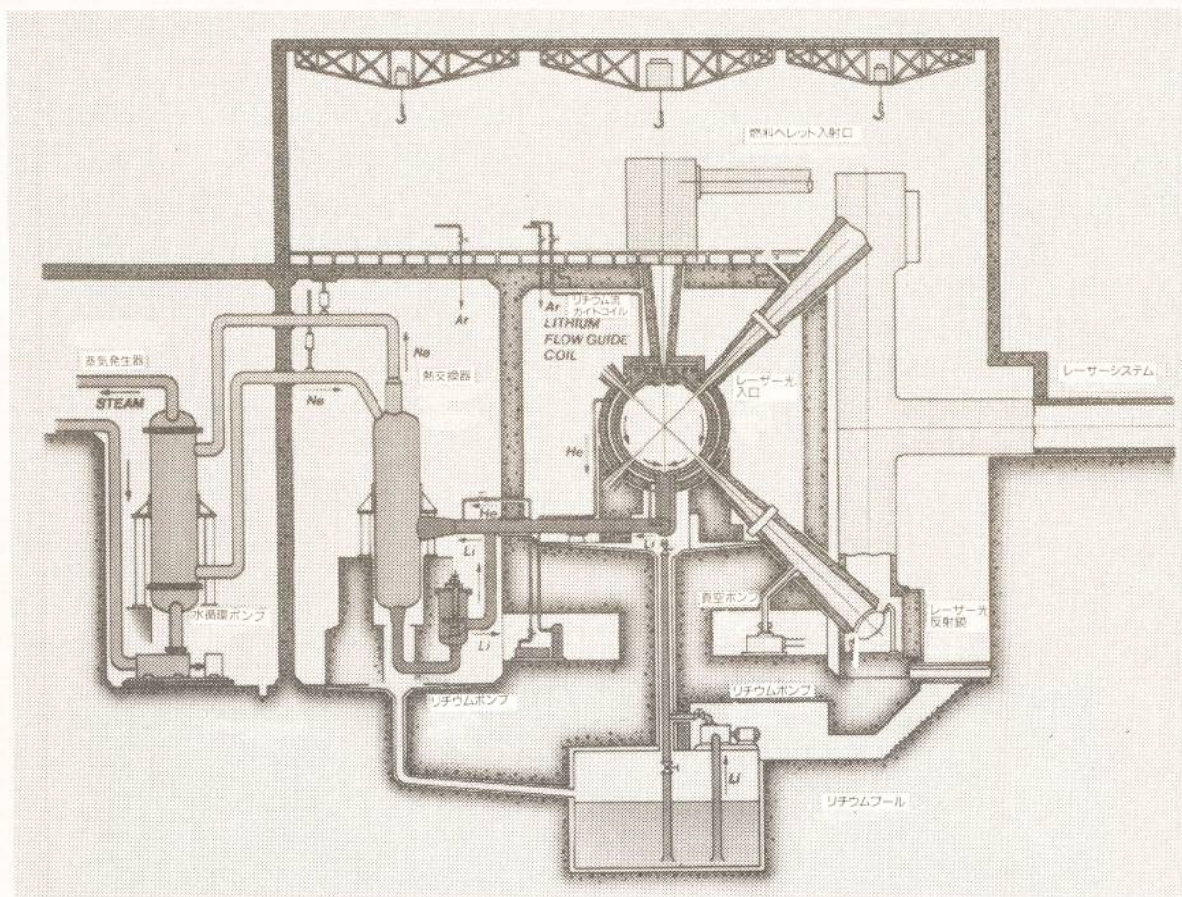 燃料ペレット入射口
Ar
Ar
リチウム流
ガイドコイル
LITHIUM
FLOW GUIDE
COIL
蒸気発生器
STEAM
Na
Na
熱交換器
レーザー光
入口
レーザーシステム
He
He
Li
Li
水循環ポンプ
真空ポンプ
レーザー光
反射鏡
Li
リチウムポンプ
リチウムポンプ
Li
リチウムプール